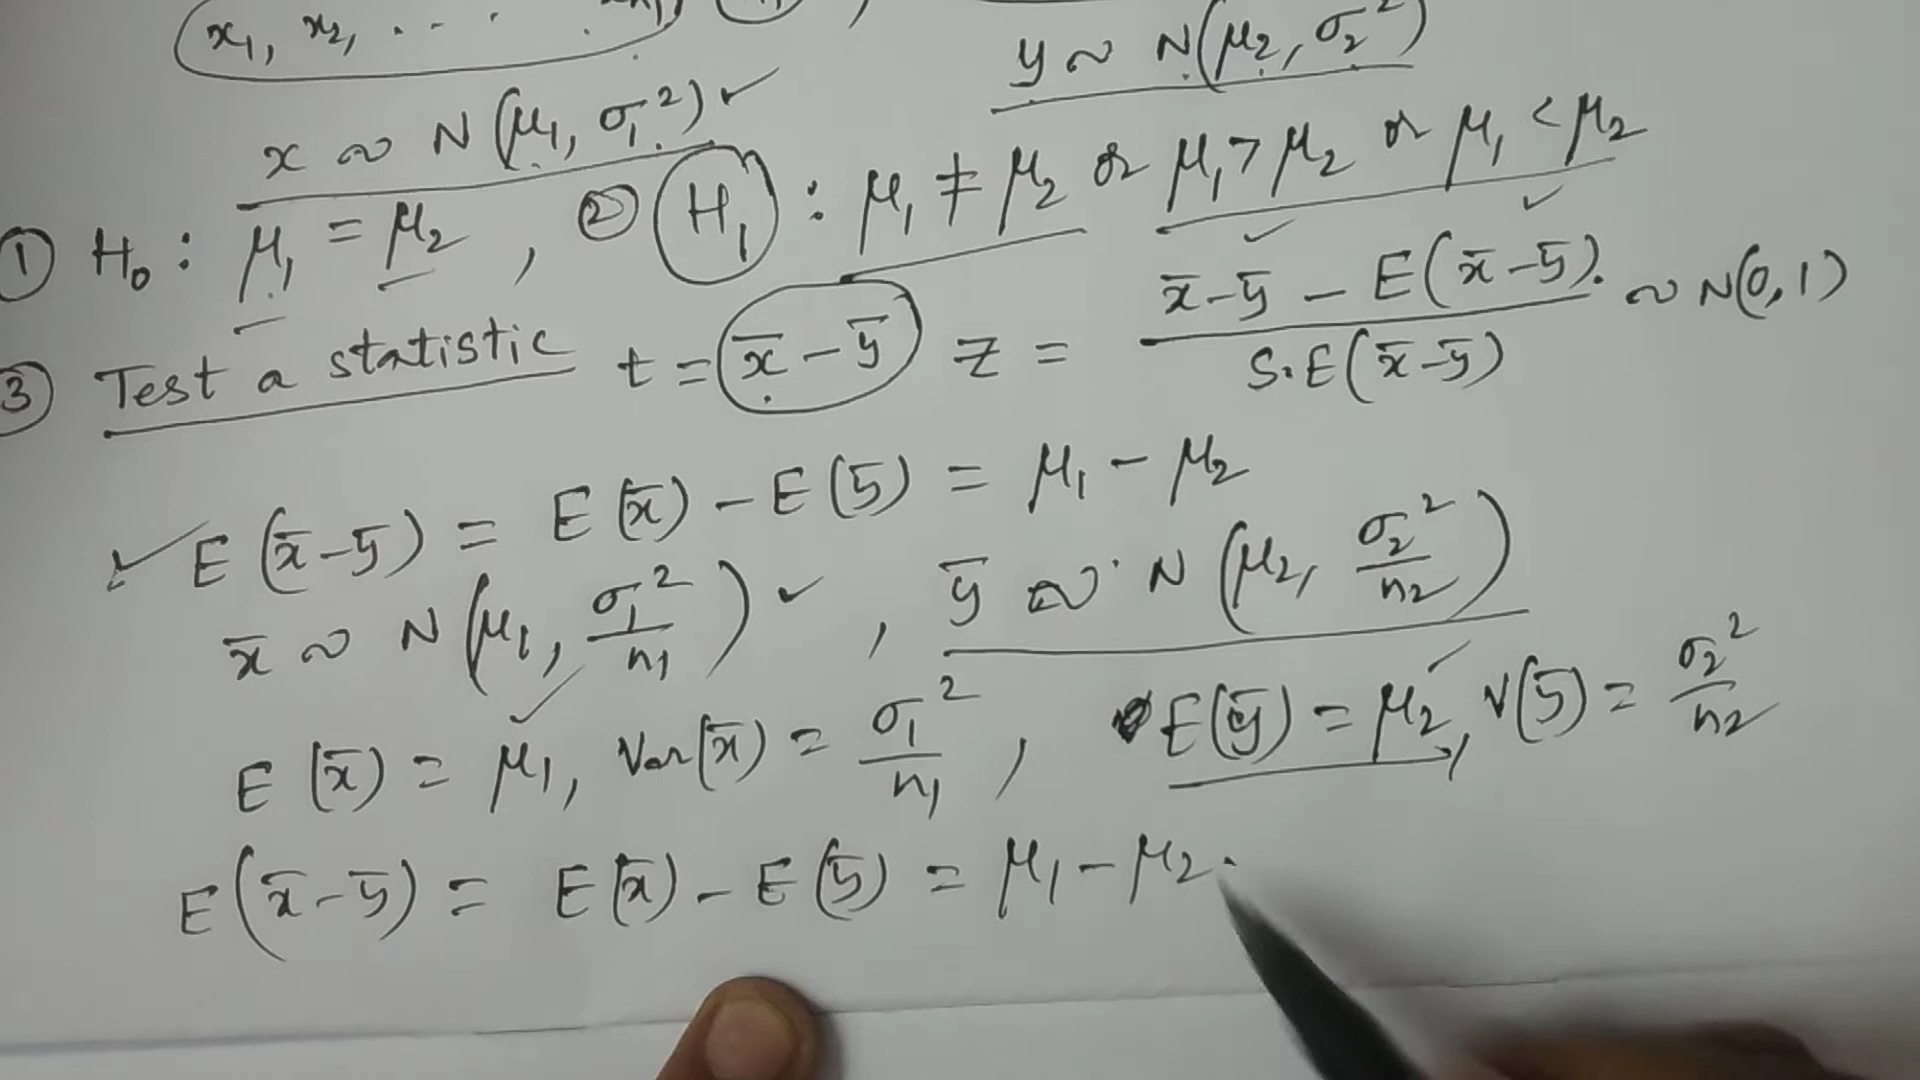 x₁, x₂, . . . .
y ~ N(μ₂, σ₂²)
x ~ N(μ₁, σ₁²) ✓
① H₀ : μ₁ = μ₂ , ② H₁ : μ₁ ≠ μ₂ or μ₁ > μ₂ or μ₁ < μ₂
③ Test a statistic t = x̄ - ȳ z = (x̄ - ȳ - E(x̄ - ȳ)) / S.E(x̄ - ȳ) ~ N(0, 1)
✓ E(x̄ - ȳ) = E(x̄) - E(ȳ) = μ₁ - μ₂
x̄ ~ N(μ₁, σ₁²/n₁) ✓ , ȳ ~ N(μ₂, σ₂²/n₂)
E(x̄) = μ₁, Var(x̄) = σ₁²/n₁ , E(ȳ) = μ₂, V(ȳ) = σ₂²/n₂
E(x̄ - ȳ) = E(x̄) - E(ȳ) = μ₁ - μ₂.